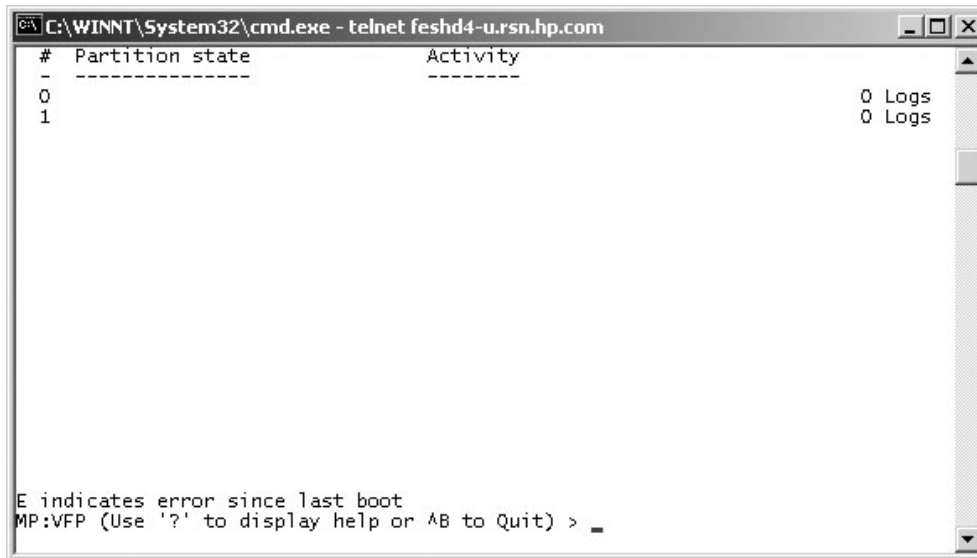 C:\WINNT\System32\cmd.exe - telnet feshd4-u.rsn.hp.com
# Partition state Activity
- --------------- --------
0 0 Logs
1 0 Logs
E indicates error since last boot
MP:VFP (Use '?' to display help or ^B to Quit) > _